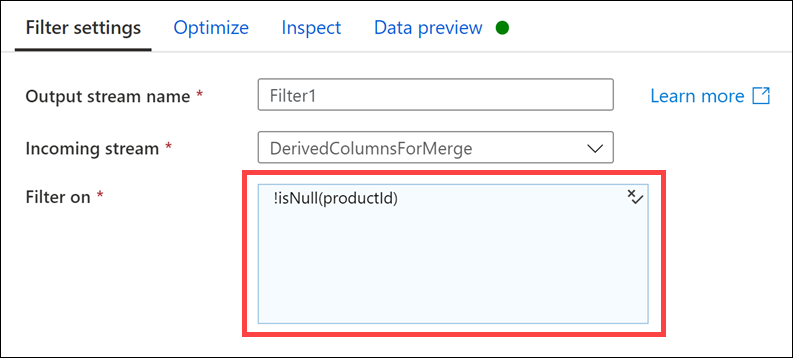 Filter settings Optimize Inspect Data preview
Output stream name * Filter1 Learn more
Incoming stream * DerivedColumnsForMerge
Filter on * !isNull(productId)